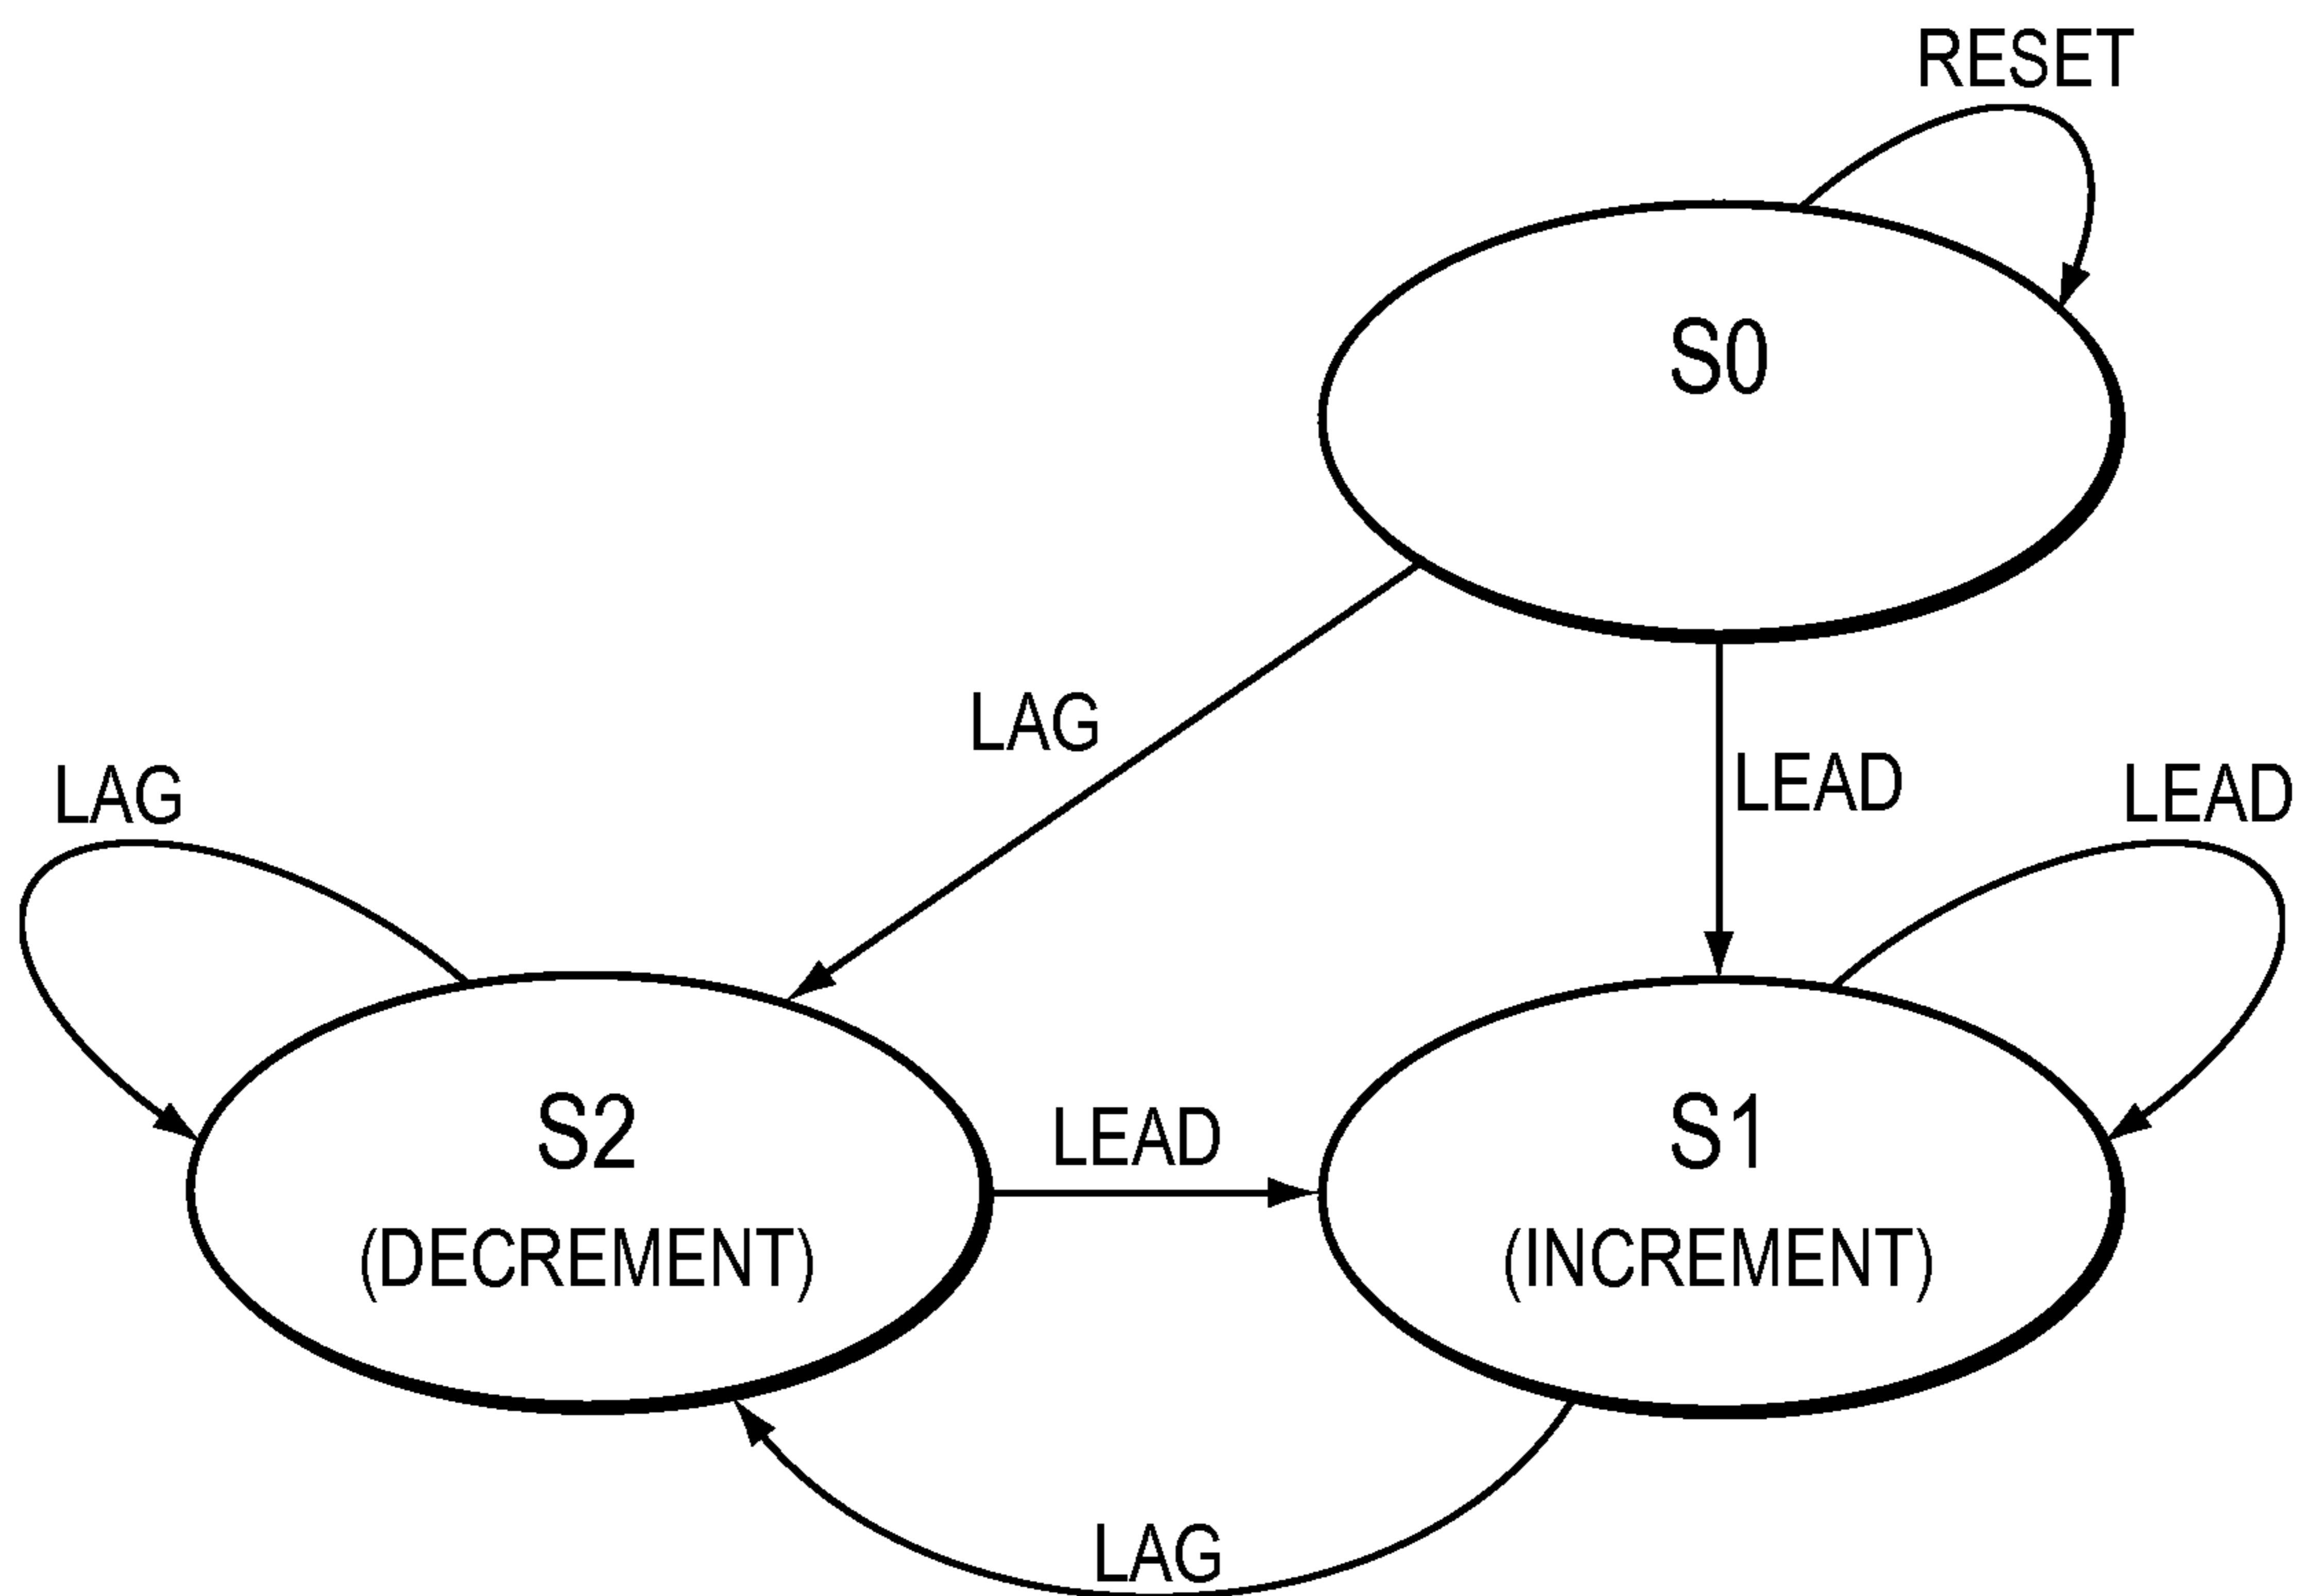 RESET
S0
LAG
LEAD
LAG
LEAD
S2
(DECREMENT)
LEAD
S1
(INCREMENT)
LAG